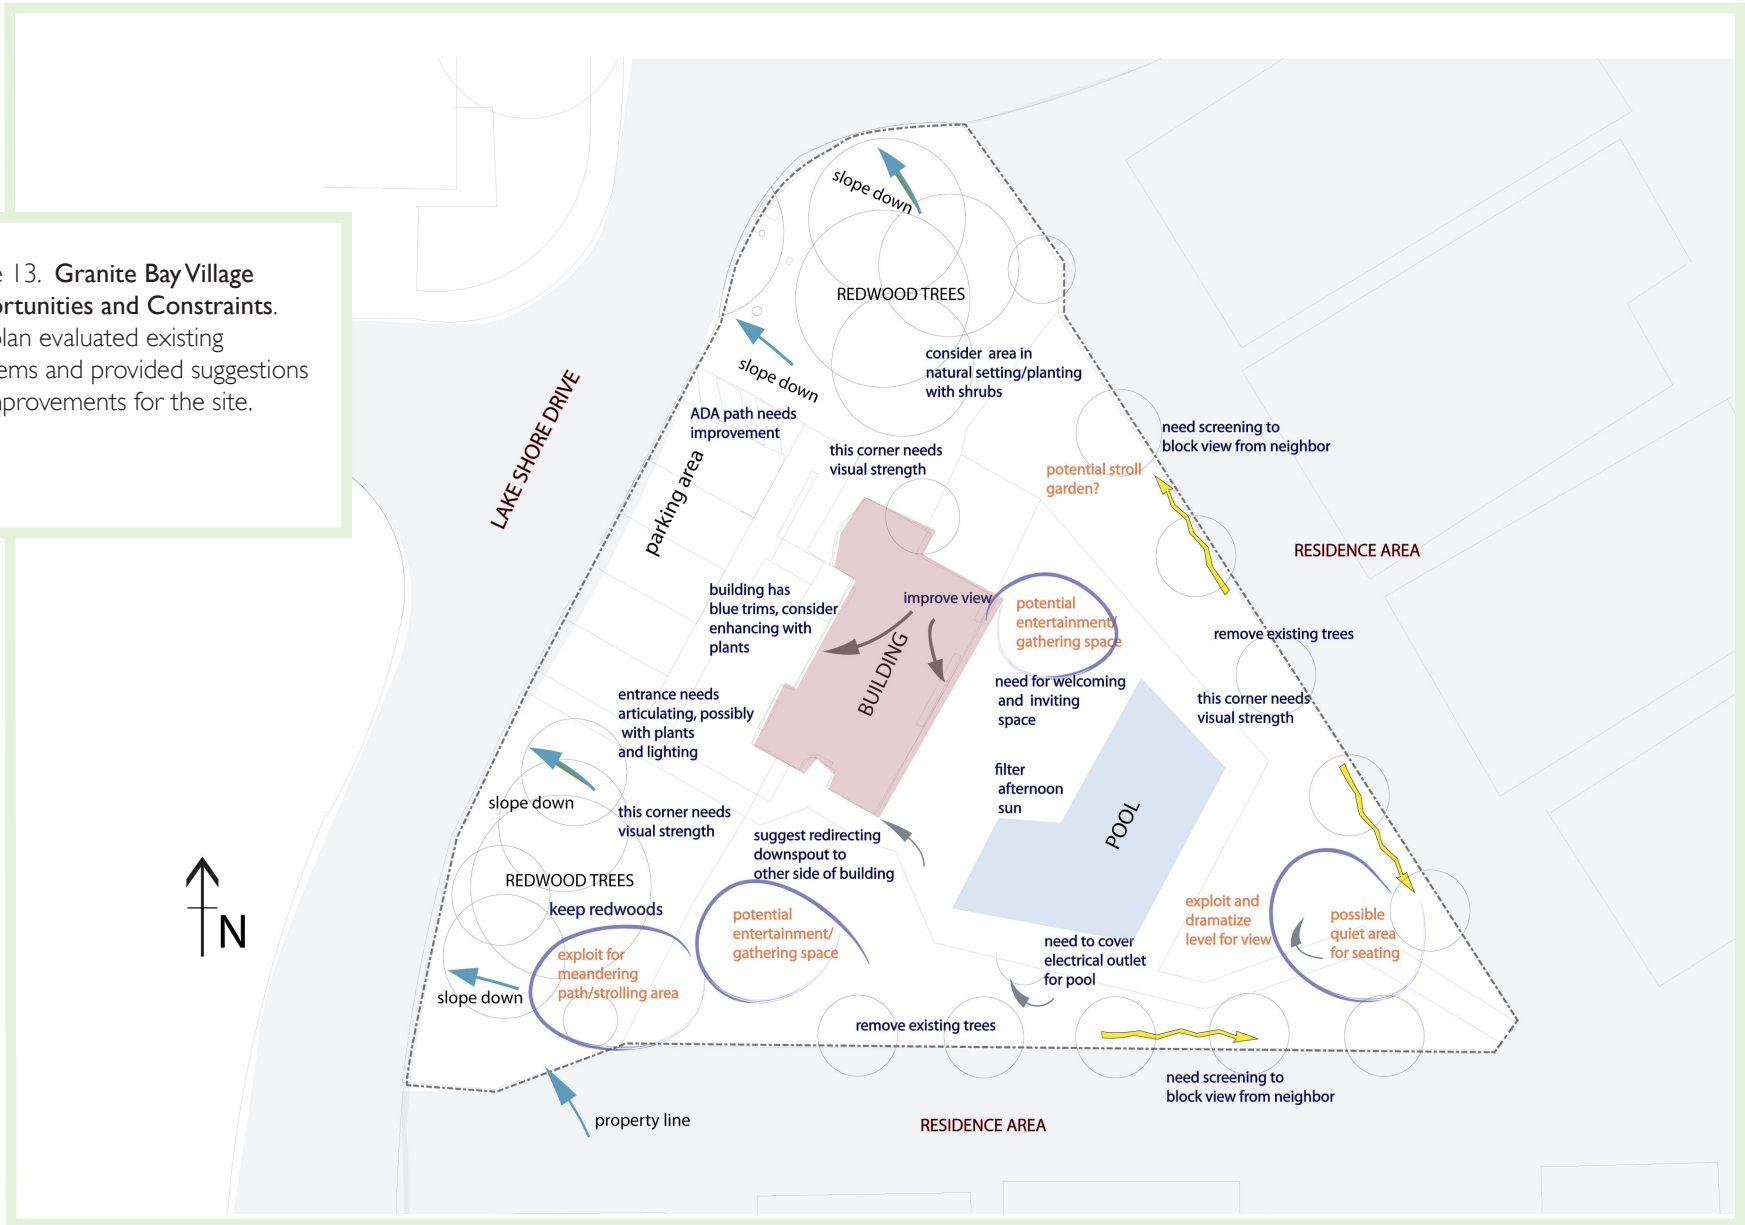 13. Granite Bay Village
and Constraints.
evaluated existing
and provided suggestions
for the site.
slope down
REDWOOD TREES
slope down
consider area in
natural setting/planting
with shrubs
ADA path needs
improvement
this corner needs
visual strength
need screening to
block view from neighbor
potential stroll
garden?
LAKE SHORE DRIVE
parking area
RESIDENCE AREA
building has
blue trims, consider
enhancing with
plants
improve view
BUILDING
potential
entertainment/
gathering space
remove existing trees
need for welcoming
and inviting
space
this corner needs
visual strength
entrance needs
articulating, possibly
with plants
and lighting
filter
afternoon
sun
POOL
slope down
this corner needs
visual strength
suggest redirecting
downspout to
other side of building
REDWOOD TREES
keep redwoods
potential
entertainment/
gathering space
exploit and
dramatize
level for view
possible
quiet area
for seating
N
exploit for
meandering
path/strolling area
need to cover
electrical outlet
for pool
slope down
remove existing trees
need screening to
block view from neighbor
property line
RESIDENCE AREA